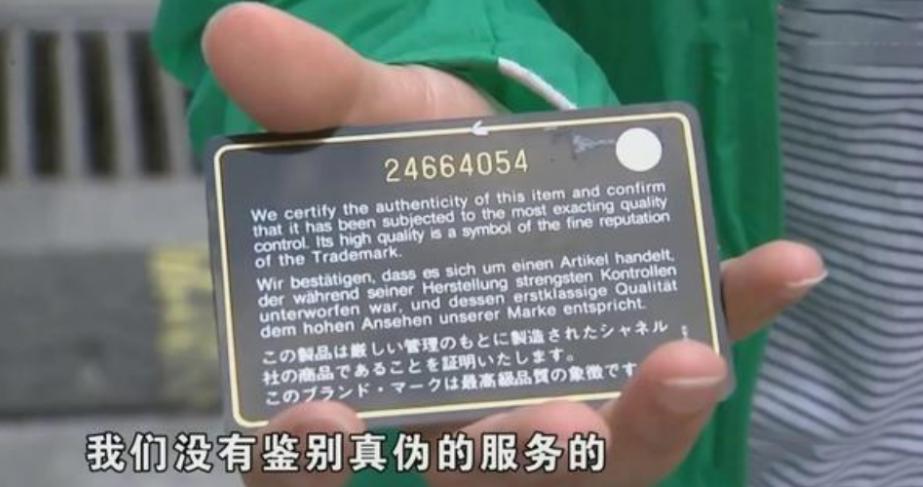 24664054
We certify the authenticity of this item and confirm
that it has been subjected to the most exacting quality
control. Its high quality is a symbol of the fine reputation
of the Trademark.
Wir bestätigen, dass es sich um einen Artikel handelt,
der während seiner Herstellung strengsten Kontrollen
unterworfen war, und dessen erstklassige Qualität
dem hohen Ansehen unserer Marke entspricht.
この製品は厳しい管理のもとに製造されたシャネル
社の商品であることを証明いたします。
このブランド・マークは最高級品質の象徴です
我们没有鉴别真伪的服务的